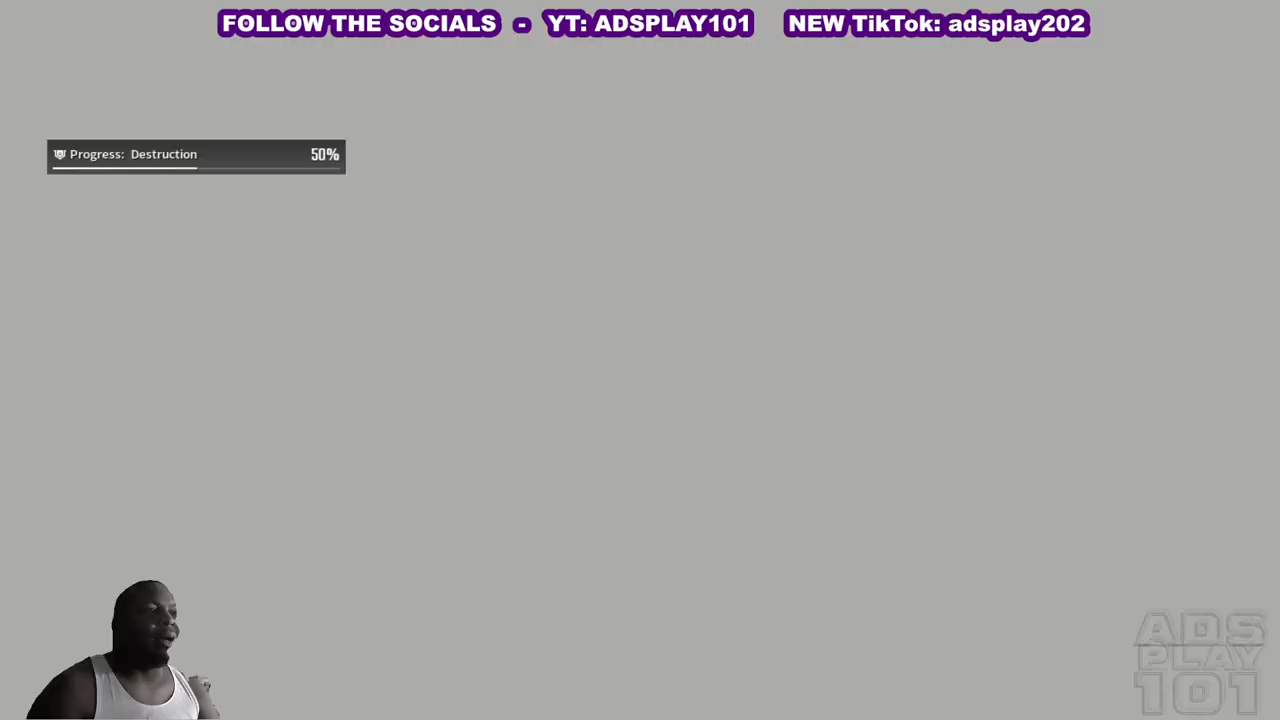 FOLLOW THE SOCIALS - YT: ADSPLAY101 NEW TikTok: adsplay202
Progress: Destruction 50%
ADS
PLAY
101